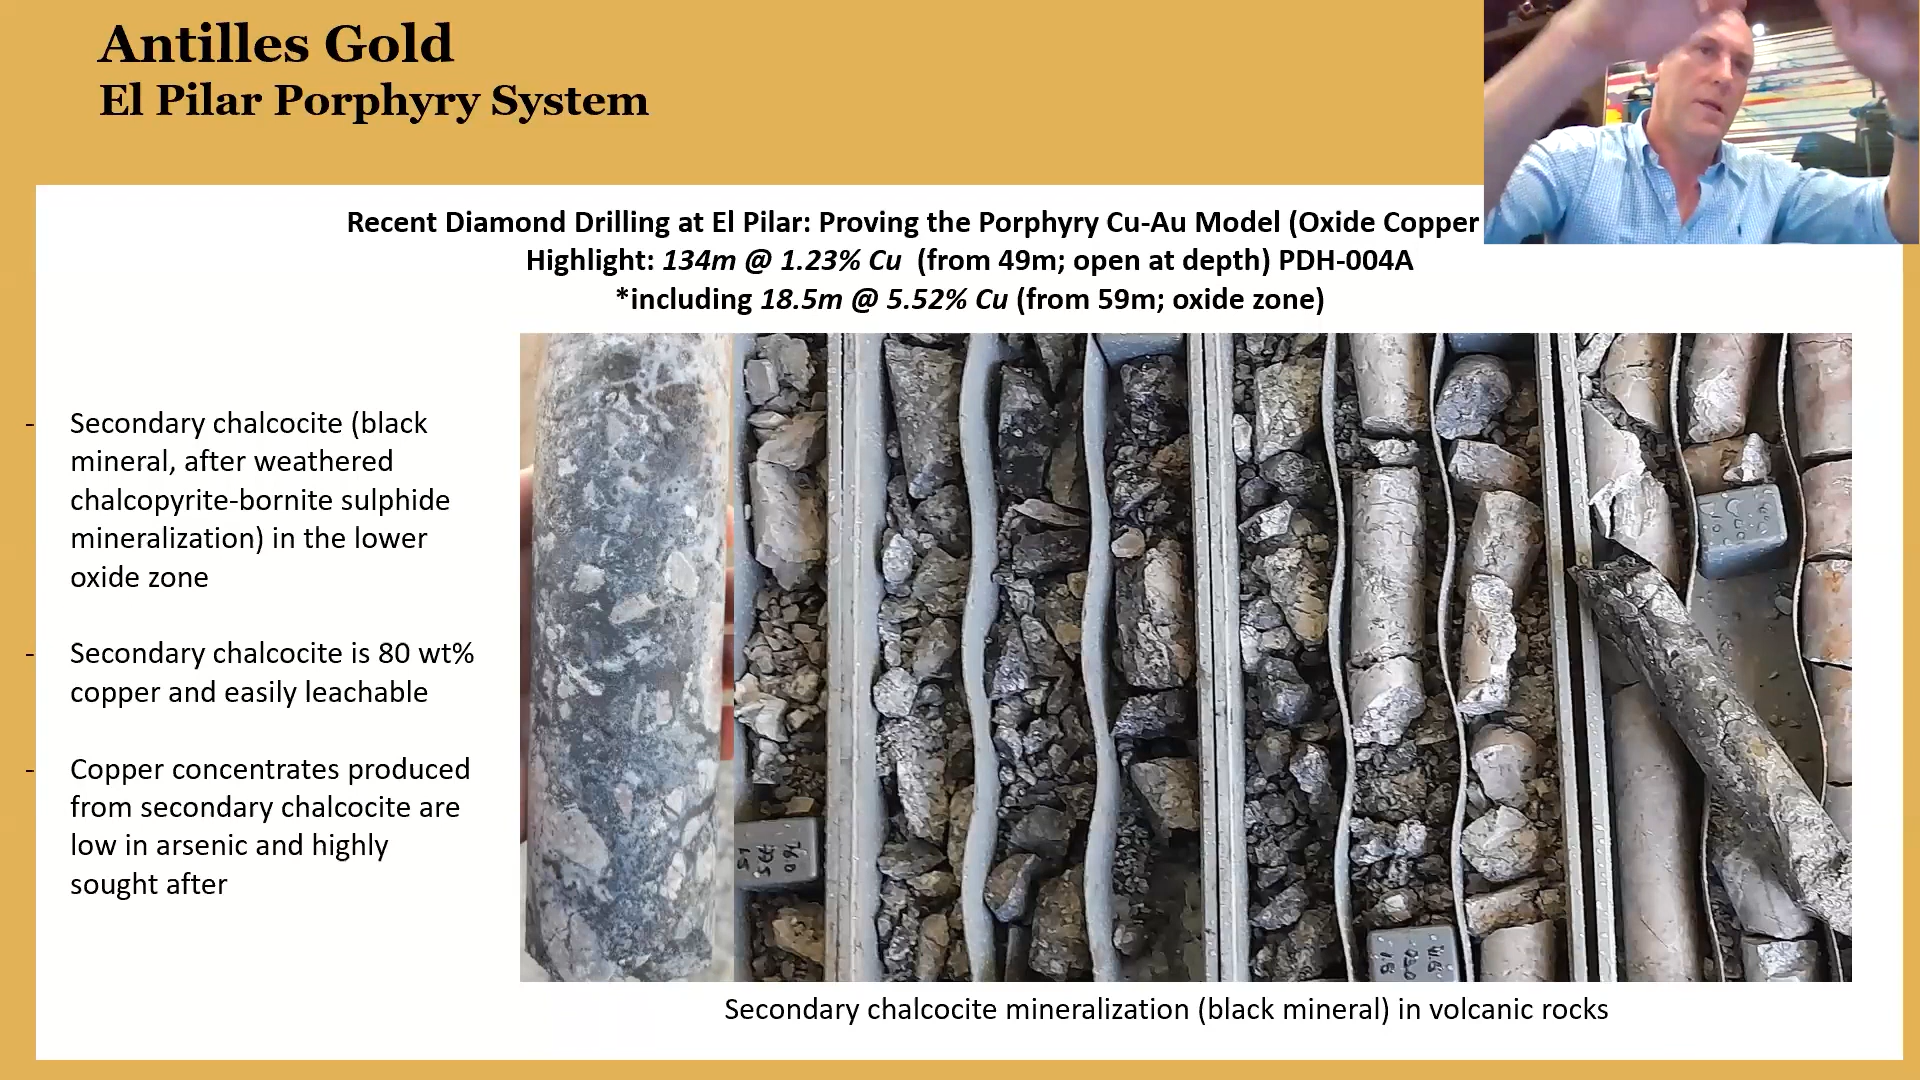 Antilles Gold
El Pilar Porphyry System
Recent Diamond Drilling at El Pilar: Proving the Porphyry Cu-Au Model (Oxide Copper
Highlight: 134m @ 1.23% Cu (from 49m; open at depth) PDH-004A
*including 18.5m @ 5.52% Cu (from 59m; oxide zone)
- Secondary chalcocite (black
mineral, after weathered
chalcopyrite-bornite sulphide
mineralization) in the lower
oxide zone
- Secondary chalcocite is 80 wt%
copper and easily leachable
- Copper concentrates produced
from secondary chalcocite are
low in arsenic and highly
sought after
Secondary chalcocite mineralization (black mineral) in volcanic rocks